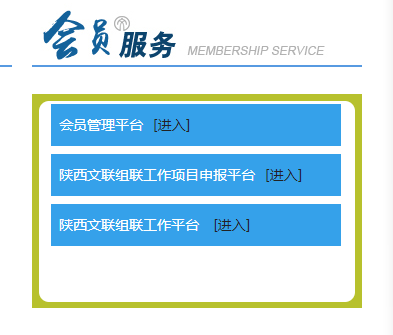 会员服务 MEMBERSHIP SERVICE
会员管理平台 [进入]
陕西文联组联工作项目申报平台 [进入]
陕西文联组联工作平台 [进入]